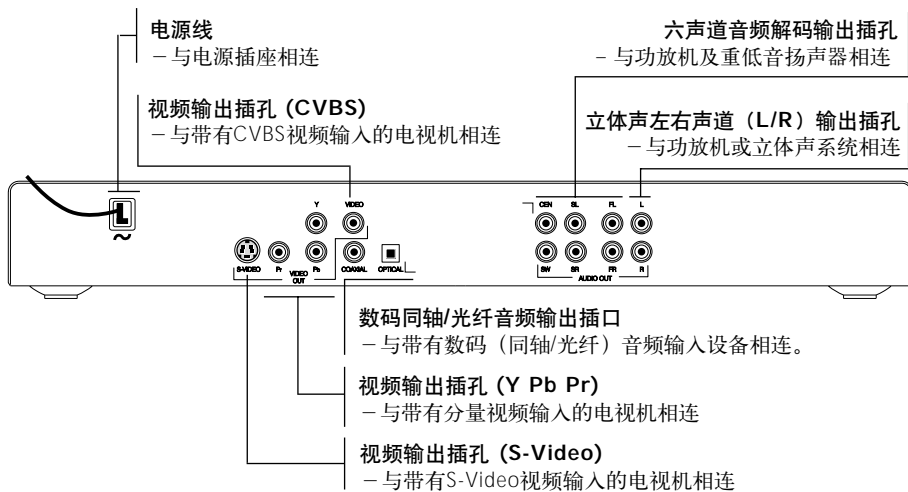 电源线
–与电源插座相连
视频输出插孔 (CVBS)
–与带有CVBS视频输入的电视机相连
六声道音频解码输出插孔
–与功放机及重低音扬声器相连
立体声左右声道（L/R）输出插孔
–与功放机或立体声系统相连
Y VIDEO CEN SL FL L
~
S-VIDEO Pr Pb COAXIAL OPTICAL SW SR FR R
VIDEO OUT
AUDIO OUT
数码同轴/光纤音频输出插口
–与带有数码（同轴/光纤）音频输入设备相连。
视频输出插孔 (Y Pb Pr)
–与带有分量视频输入的电视机相连
视频输出插孔 (S-Video)
–与带有S-Video视频输入的电视机相连